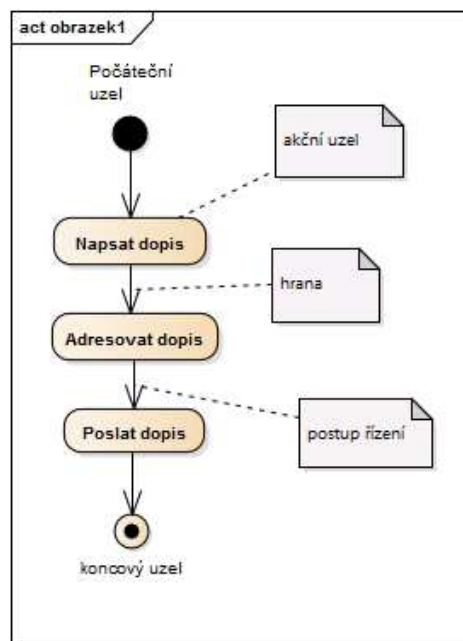 act obrazek1
Počáteční
uzel
akční uzel
Napsat dopis
hrana
Adresovat dopis
Poslat dopis
postup řízení
koncový uzel